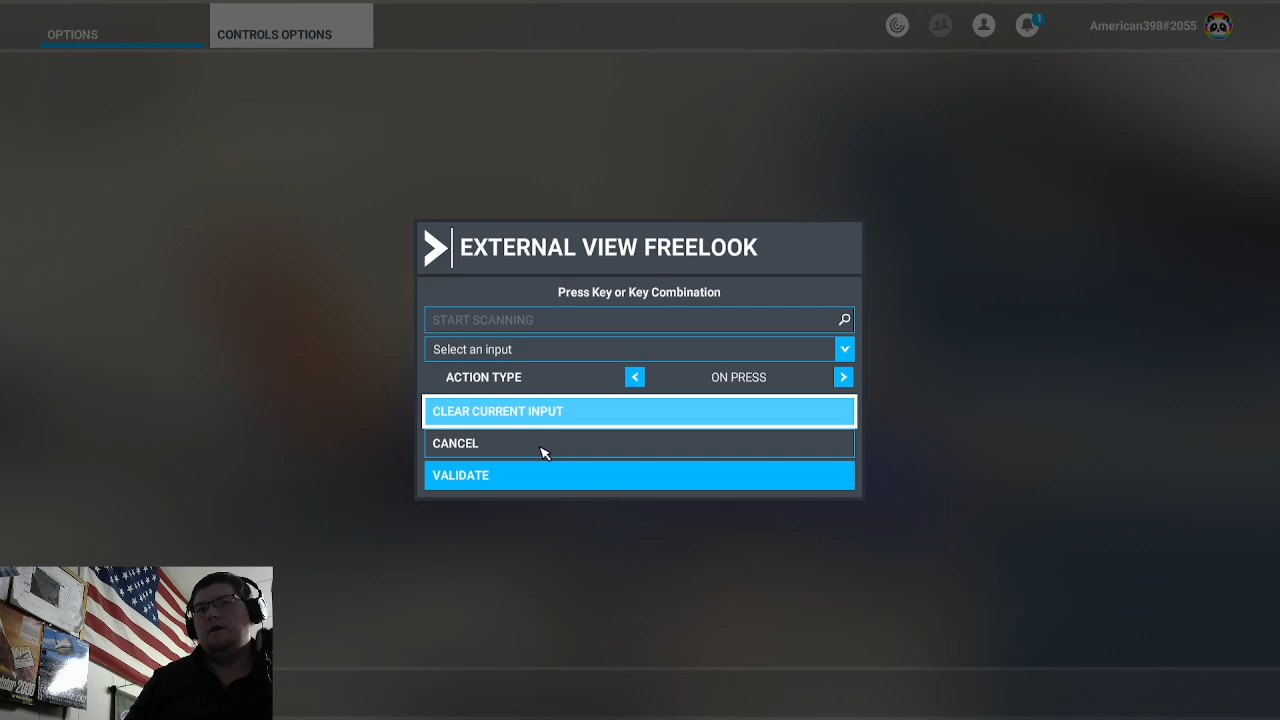 OPTIONS
CONTROLS OPTIONS
1
American398#2055
EXTERNAL VIEW FREELOOK
Press Key or Key Combination
START SCANNING
Select an input
ACTION TYPE
ON PRESS
CLEAR CURRENT INPUT
CANCEL
VALIDATE